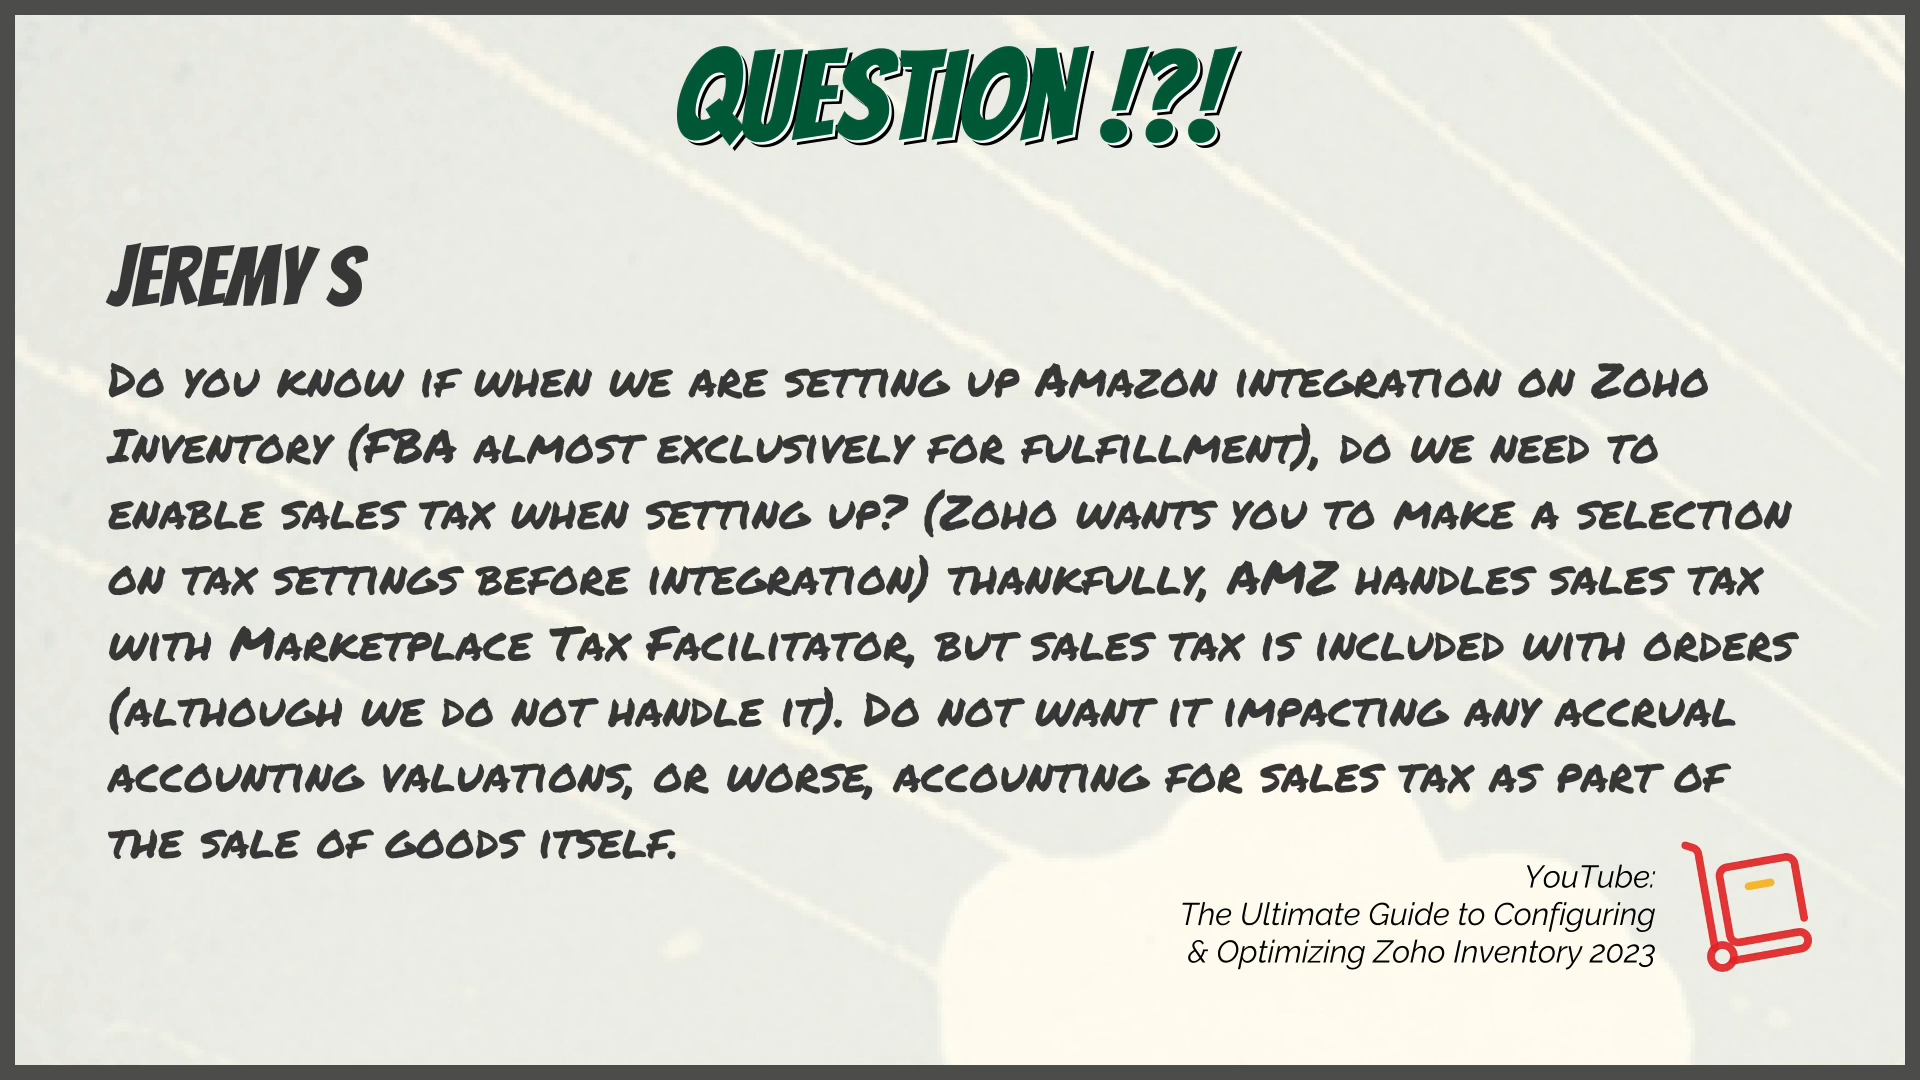 QUESTION !?!
JEREMY S
Do you know if when we are setting up Amazon integration on Zoho
Inventory (FBA almost exclusively for fulfillment), do we need to
enable sales tax when setting up? (Zoho wants you to make a selection
on tax settings before integration) thankfully, AMZ handles sales tax
with Marketplace Tax Facilitator, but sales tax is included with orders
(although we do not handle it). Do not want it impacting any accrual
accounting valuations, or worse, accounting for sales tax as part of
the sale of goods itself.
YouTube:
The Ultimate Guide to Configuring
& Optimizing Zoho Inventory 2023